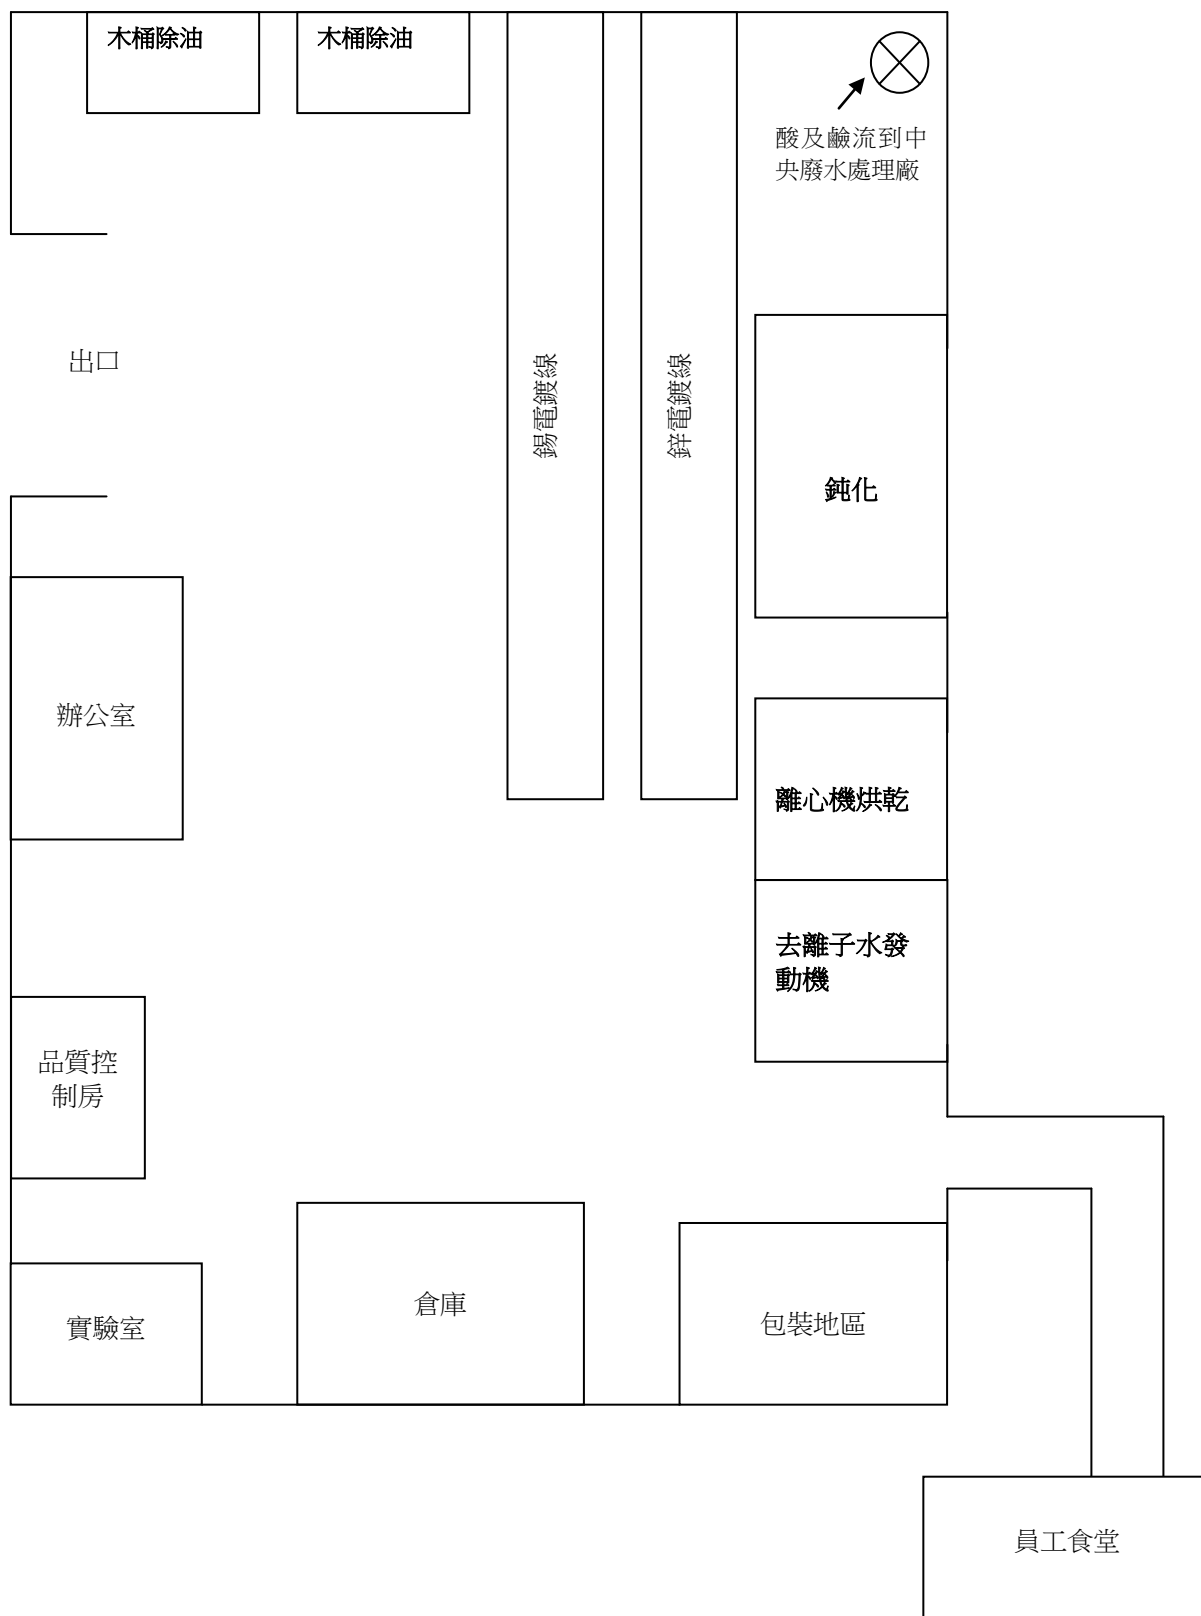 木桶除油
木桶除油
酸及鹼流到中
央廢水處理廠
出口
錫電鍍線
鋅電鍍線
鈍化
辦公室
離心機烘乾
去離子水發
動機
品質控
制房
倉庫
包裝地區
實驗室
員工食堂